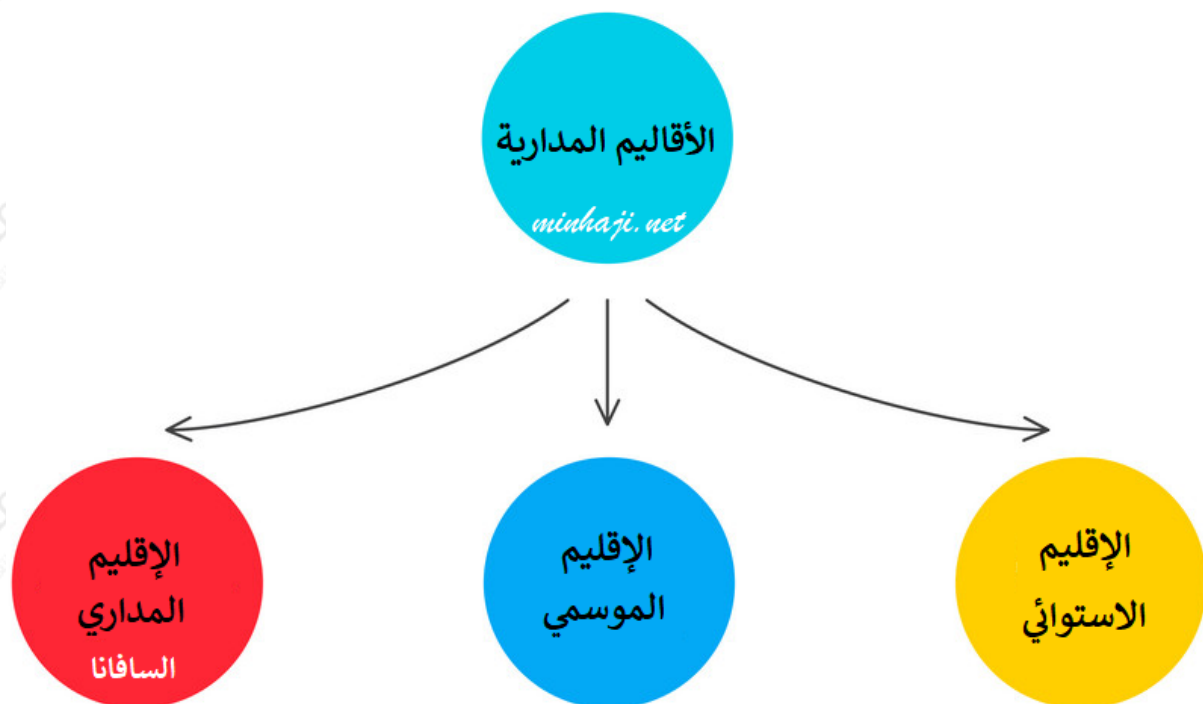 الأقاليم المدارية
minhaji.net
الإقليم
الاستوائي
الإقليم
الموسمي
الإقليم
المداري
السافانا